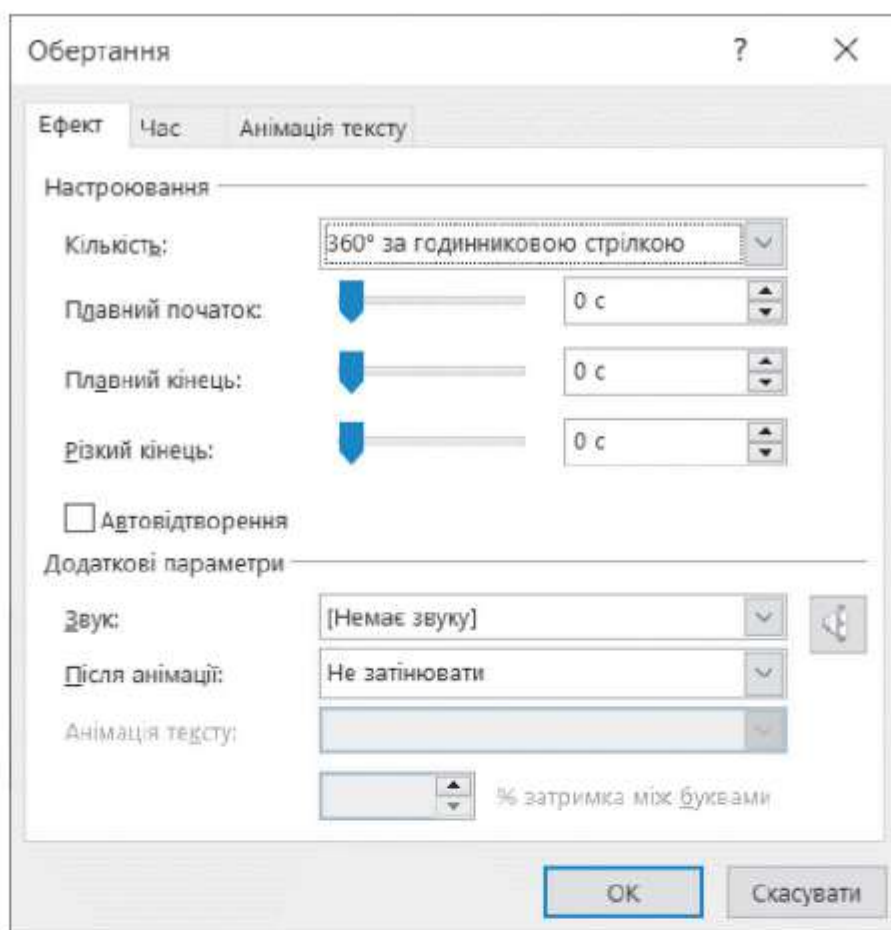 Обертання ?
Ефект Час Анімація тексту
Настроювання
Кількість: 360° за годинниковою стрілкою
Плавний початок: 0 с
Плавний кінець: 0 с
Різкий кінець: 0 с
Автовідтворення
Додаткові параметри
Звук: [Немає звуку]
Після анімації: Не затінювати
Анімація тексту:
% затримка між буквами
ОК Скасувати